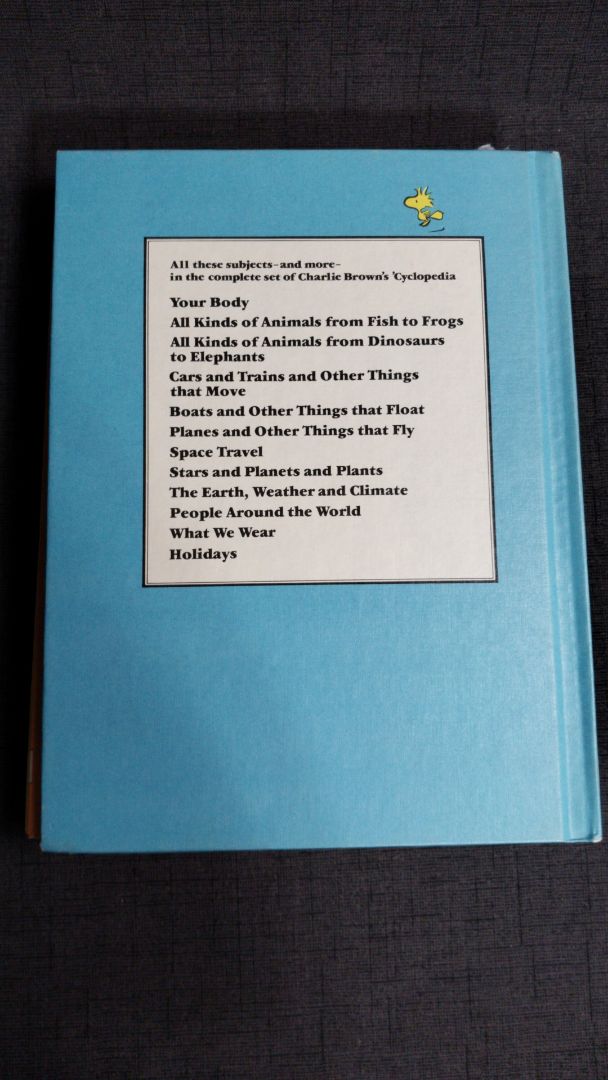 All these subjects-and more-
in the complete set of Charlie Brown's 'Cyclopedia
Your Body
All Kinds of Animals from Fish to Frogs
All Kinds of Animals from Dinosaurs
to Elephants
Cars and Trains and Other Things
that Move
Boats and Other Things that Float
Planes and Other Things that Fly
Space Travel
Stars and Planets and Plants
The Earth, Weather and Climate
People Around the World
What We Wear
Holidays